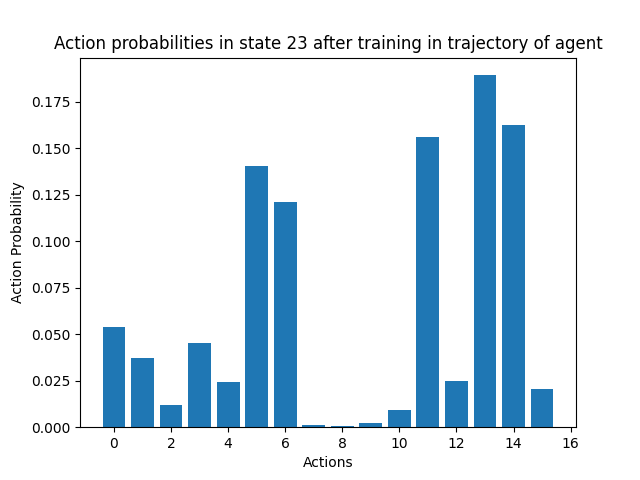 Action probabilities in state 23 after training in trajectory of agent
0.175
0.150
0.125
0.100
0.075
0.050
0.025
0.000
Action Probability
0 2 4 6 8 10 12 14 16
Actions